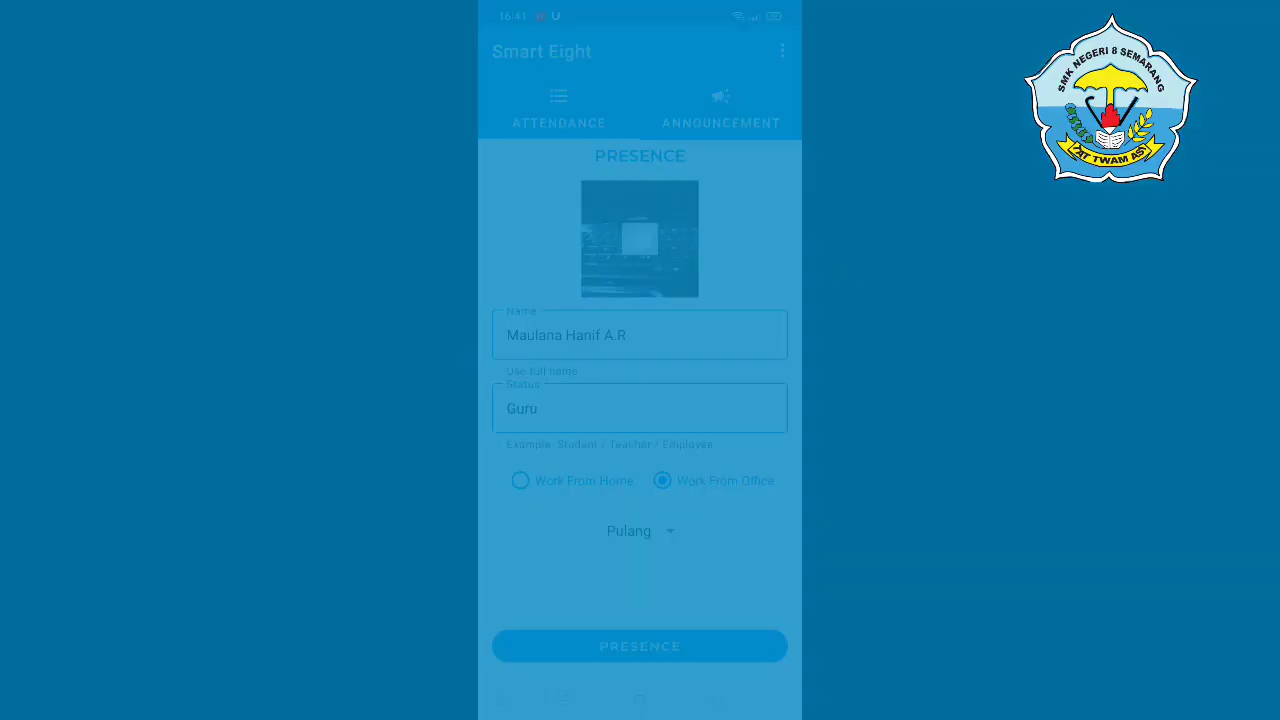 16:41
Smart Eight
ATTENDANCE
ANNOUNCEMENT
PRESENCE
Name
Maulana Hanif A.R
Use full name
Status
Guru
Example: Student / Teacher / Employee
Work From Home
Work From Office
Pulang
PRESENCE
SMK NEGERI 8 SEMARANG
TAT TWAM ASI